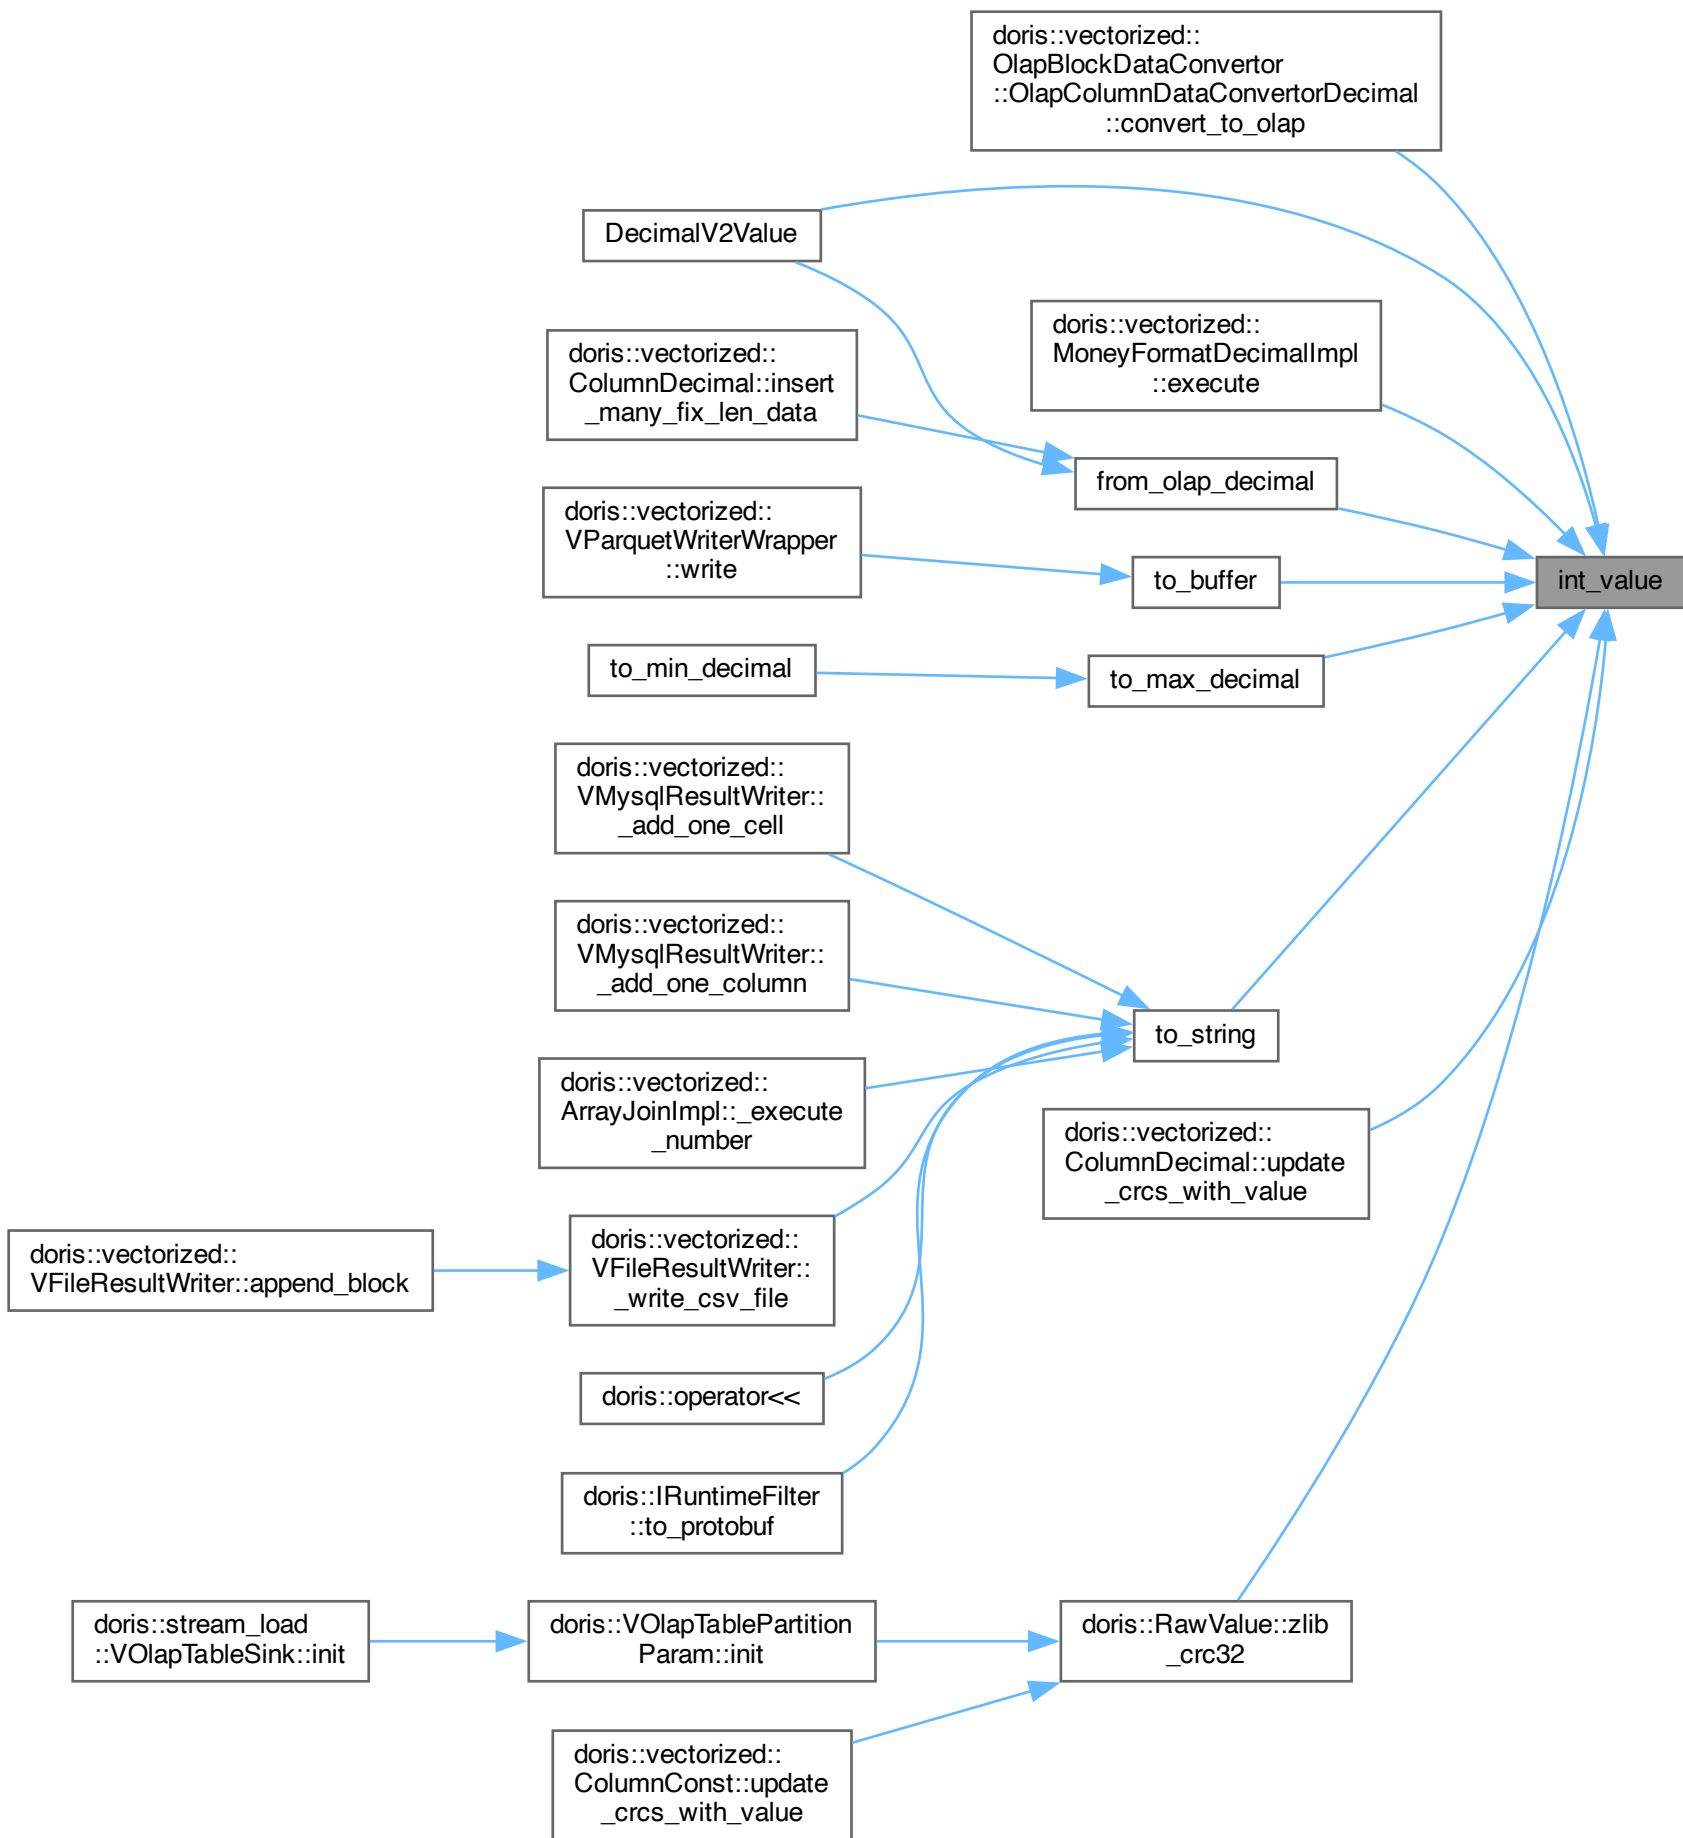 doris::vectorized::
OlapBlockDataConvertor
::OlapColumnDataConvertorDecimal
::convert_to_olap
DecimalV2Value
doris::vectorized::
MoneyFormatDecimalImpl
::execute
doris::vectorized::
ColumnDecimal::insert
_many_fix_len_data
from_olap_decimal
doris::vectorized::
VParquetWriterWrapper
::write
to_buffer
int_value
to_min_decimal
to_max_decimal
doris::vectorized::
VMysqlResultWriter::
_add_one_cell
doris::vectorized::
VMysqlResultWriter::
_add_one_column
to_string
doris::vectorized::
ArrayJoinImpl::_execute
_number
doris::vectorized::
ColumnDecimal::update
_crcs_with_value
doris::vectorized::
VFileResultWriter::append_block
doris::vectorized::
VFileResultWriter::
_write_csv_file
doris::operator<<
doris::IRuntimeFilter
::to_protobuf
doris::stream_load
::VOlapTableSink::init
doris::VOlapTablePartition
Param::init
doris::RawValue::zlib
_crc32
doris::vectorized::
ColumnConst::update
_crcs_with_value